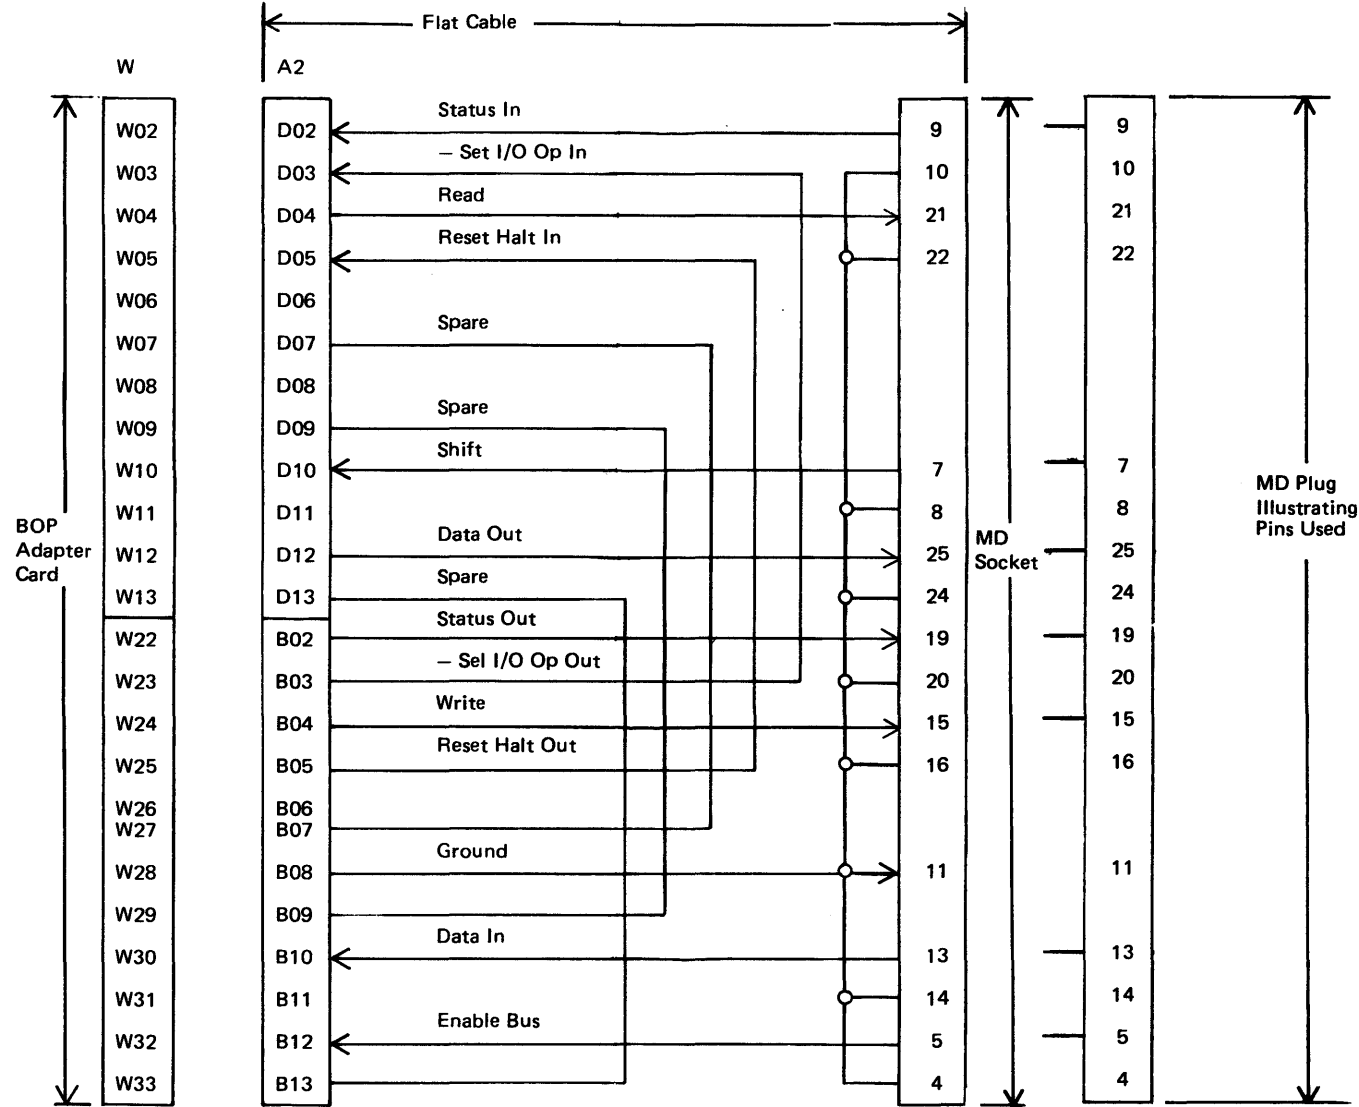 Flat Cable
W A2
Status In
W02 D02 9 9
– Set I/O Op In
W03 D03 10 10
Read
W04 D04 21 21
Reset Halt In
W05 D05 22 22
W06 D06
Spare
W07 D07
W08 D08
Spare
W09 D09
Shift
W10 D10 7 7
W11 D11 8 8
Data Out
W12 D12 25 25
Spare
W13 D13 24 24
Status Out
W22 B02 19 19
– Sel I/O Op Out
W23 B03 20 20
Write
W24 B04 15 15
Reset Halt Out
W25 B05 16 16
W26 B06
W27 B07
Ground
W28 B08 11 11
W29 B09
Data In
W30 B10 13 13
W31 B11 14 14
Enable Bus
W32 B12 5 5
W33 B13 4 4
BOP
Adapter
Card
MD
Socket
MD Plug
Illustrating
Pins Used